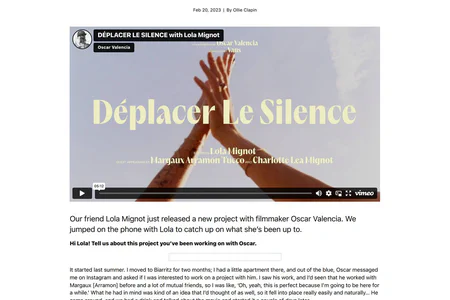 Feb 20, 2023 | By Ollie Clapin
DÉPLACER LE SILENCE with Lola Mignot
Oscar Valencia
Oscar Valencia
Vans
Déplacer Le Silence
Lola Mignot
Margaux Arramon Tucoo Charlotte Lea Mignot
05:12
vimeo
Our friend Lola Mignot just released a new project with filmmaker Oscar Valencia. We
jumped on the phone with Lola to catch up on what she's been up to.
Hi Lola! Tell us about this project you've been working on with Oscar.
It started last summer. I moved to Biarritz for two months; I had a little apartment there, and out of the blue, Oscar messaged
me on Instagram and asked if I was interested to work on a project with him. I saw his work, and I'd seen that he worked with
Margaux [Arramon] before and a lot of mutual friends, so I was like, 'Oh, yeah, this is perfect because I'm going to be here for
a while.' What he had in mind was kind of an idea that I'd thought of as well, so it fell into place really easily and naturally... He